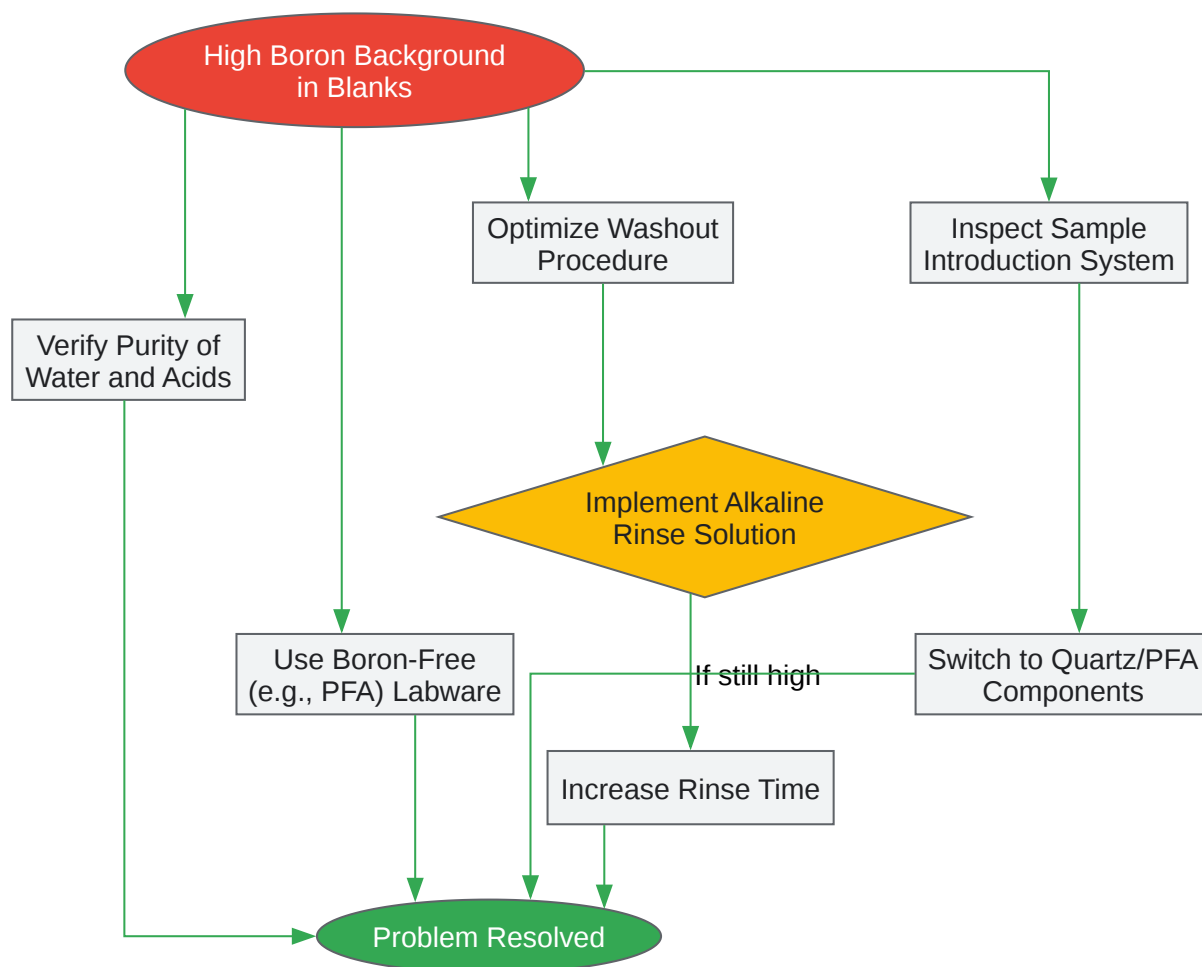 High Boron Background
in Blanks
Optimize Washout
Procedure
Inspect Sample
Introduction System
Verify Purity of
Water and Acids
Implement Alkaline
Rinse Solution
Use Boron-Free
(e.g., PFA) Labware
If still high
Switch to Quartz/PFA
Components
Increase Rinse Time
Problem Resolved